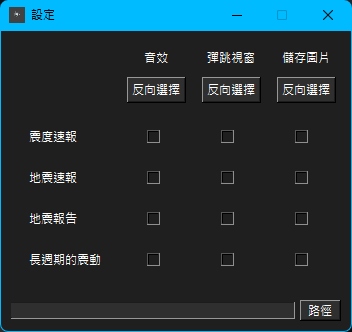 設定
音效 彈跳視窗 儲存圖片
反向選擇 反向選擇 反向選擇
震度速報
地震速報
地震報告
長週期的震動
路徑